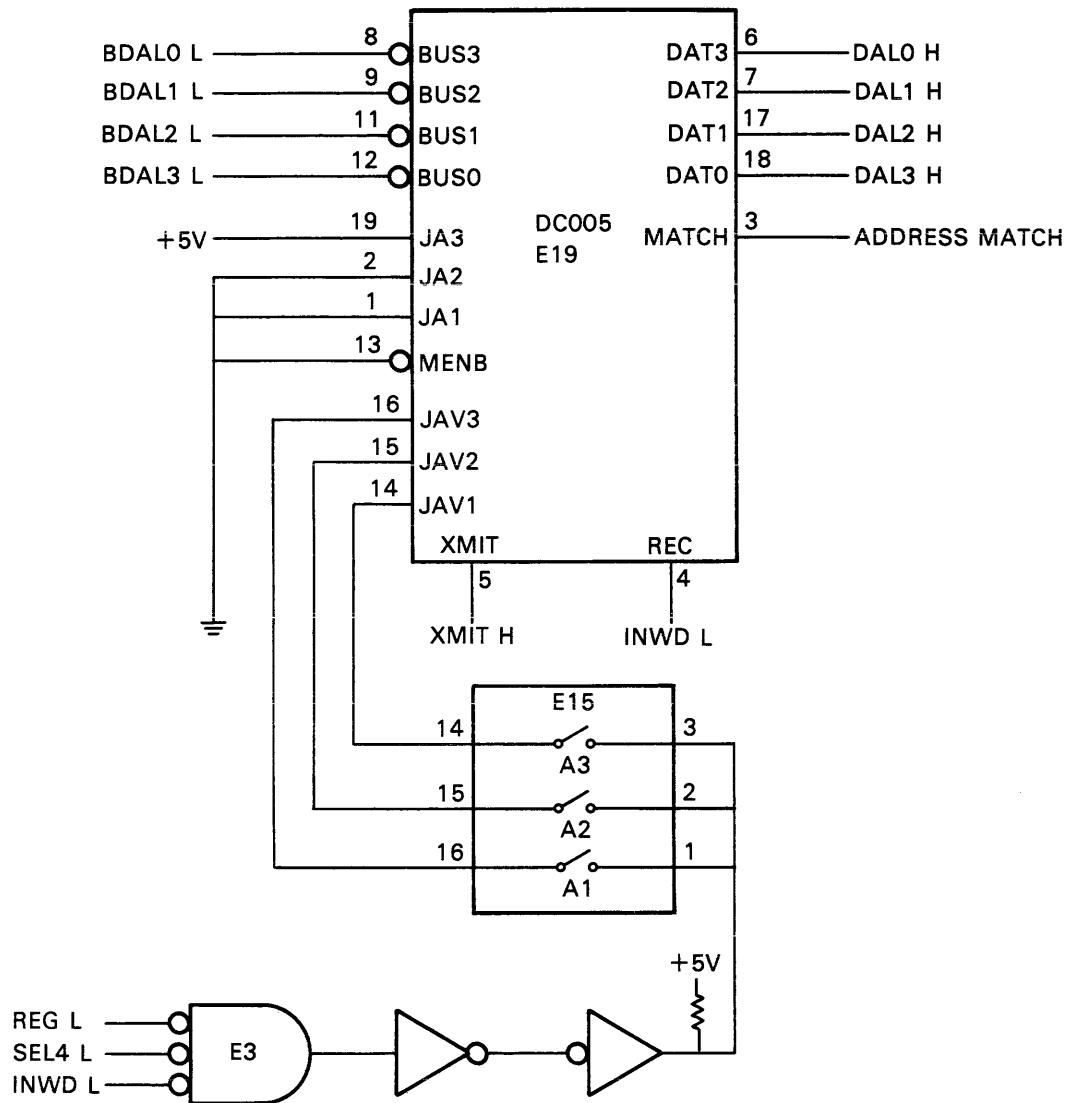 BDAL0 L 8 BUS3 DAT3 6 DAL0 H
BDAL1 L 9 BUS2 DAT2 7 DAL1 H
BDAL2 L 11 BUS1 DAT1 17 DAL2 H
BDAL3 L 12 BUS0 DAT0 18 DAL3 H
DC005
E19
+5V 19 JA3 MATCH 3 ADDRESS MATCH
2 JA2
1 JA1
13 MENB
16 JAV3
15 JAV2
14 JAV1
XMIT REC
5 4
XMIT H INWD L
E15
14 A3 3
15 A2 2
16 A1 1
+5V
REG L
SEL4 L E3
INWD L